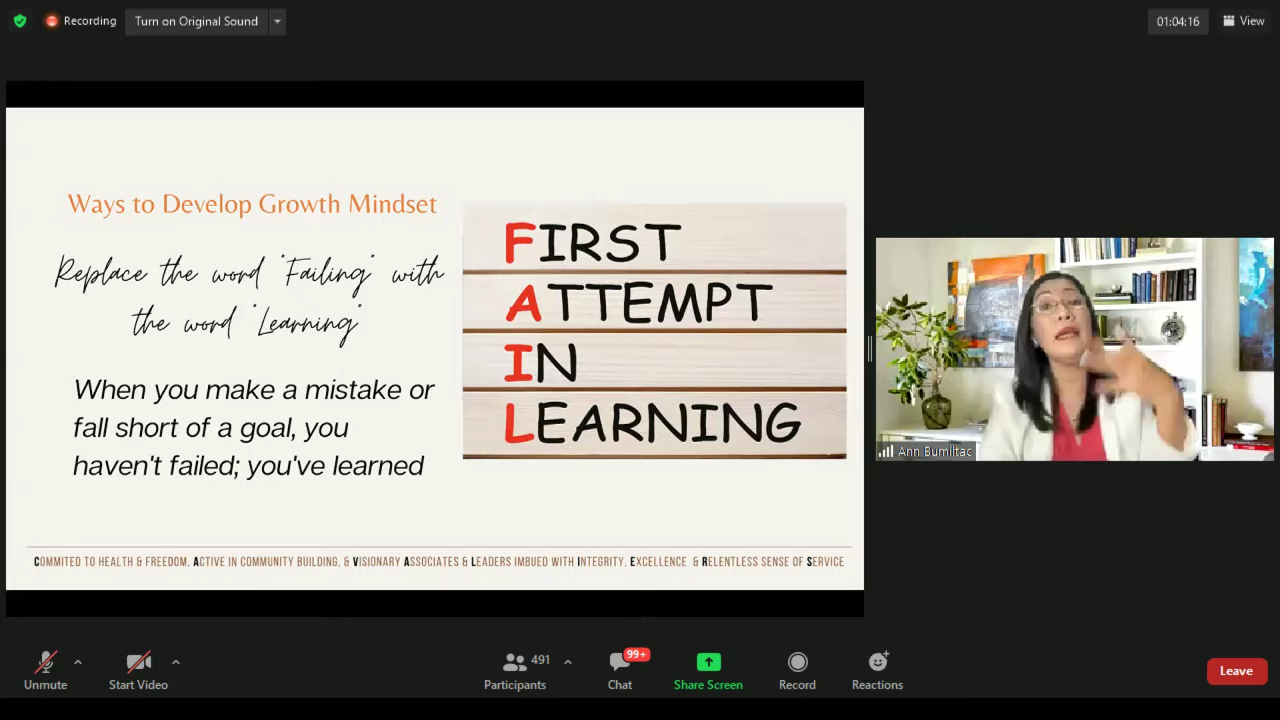 Recording
Turn on Original Sound
01:04:16
View
Ways to Develop Growth Mindset
Replace the word "Failing" with
the word "Learning"
When you make a mistake or
fall short of a goal, you
haven't failed; you've learned
FIRST
ATTEMPT
IN
LEARNING
COMMITED TO HEALTH & FREEDOM, ACTIVE IN COMMUNITY BUILDING, & VISIONARY ASSOCIATES & LEADERS IMBUED WITH INTEGRITY, EXCELLENCE & RELENTLESS SENSE OF SERVICE
Ann Bumiltac
Unmute
Start Video
491
Participants
99+
Chat
Share Screen
Record
Reactions
Leave